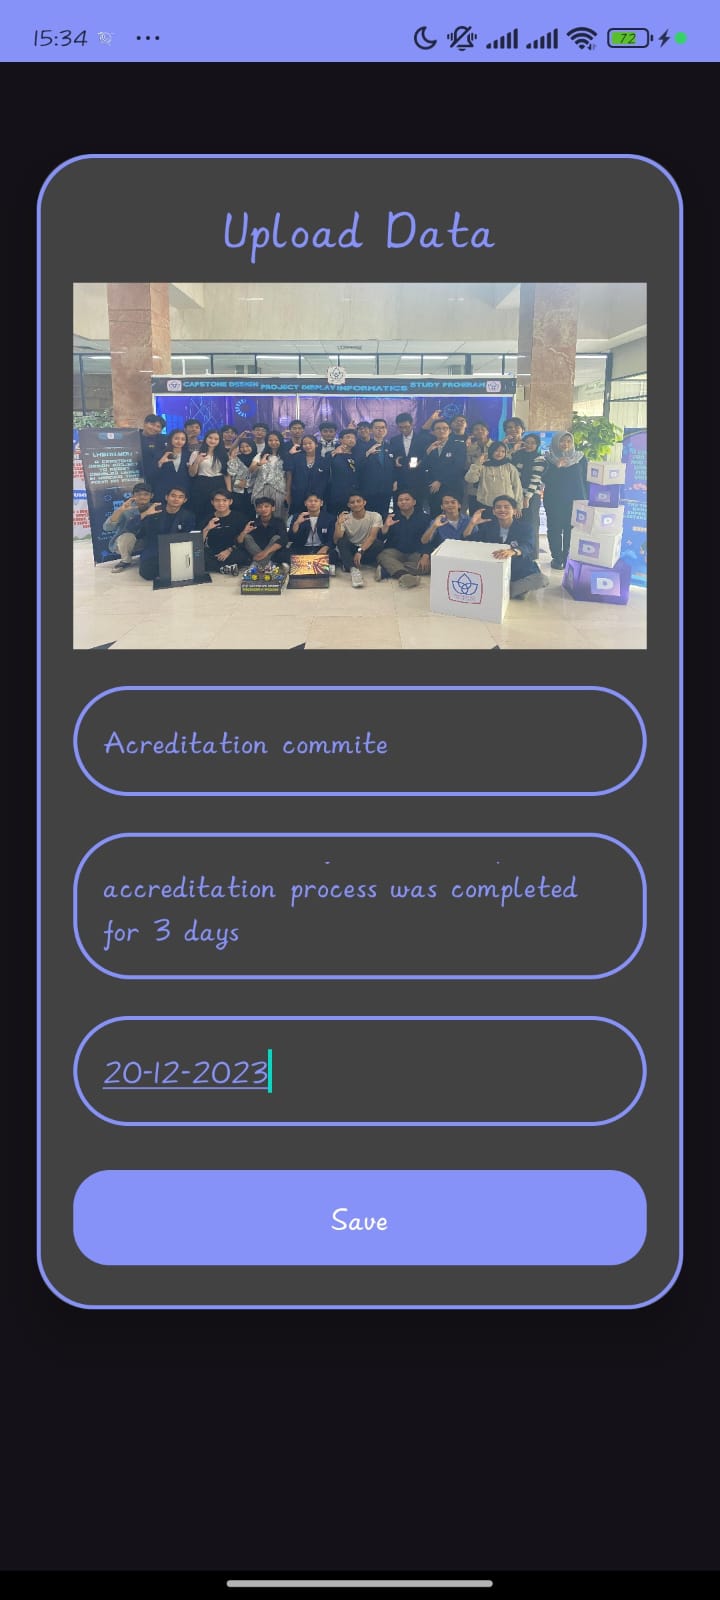 15:34
72
Upload Data
CAPSTONE DESIGN PROJECT DISPLAY INFORMATICS STUDY PROGRAM
D
D
D
D
Acreditation commite
accreditation process was completed
for 3 days
20-12-2023
Save